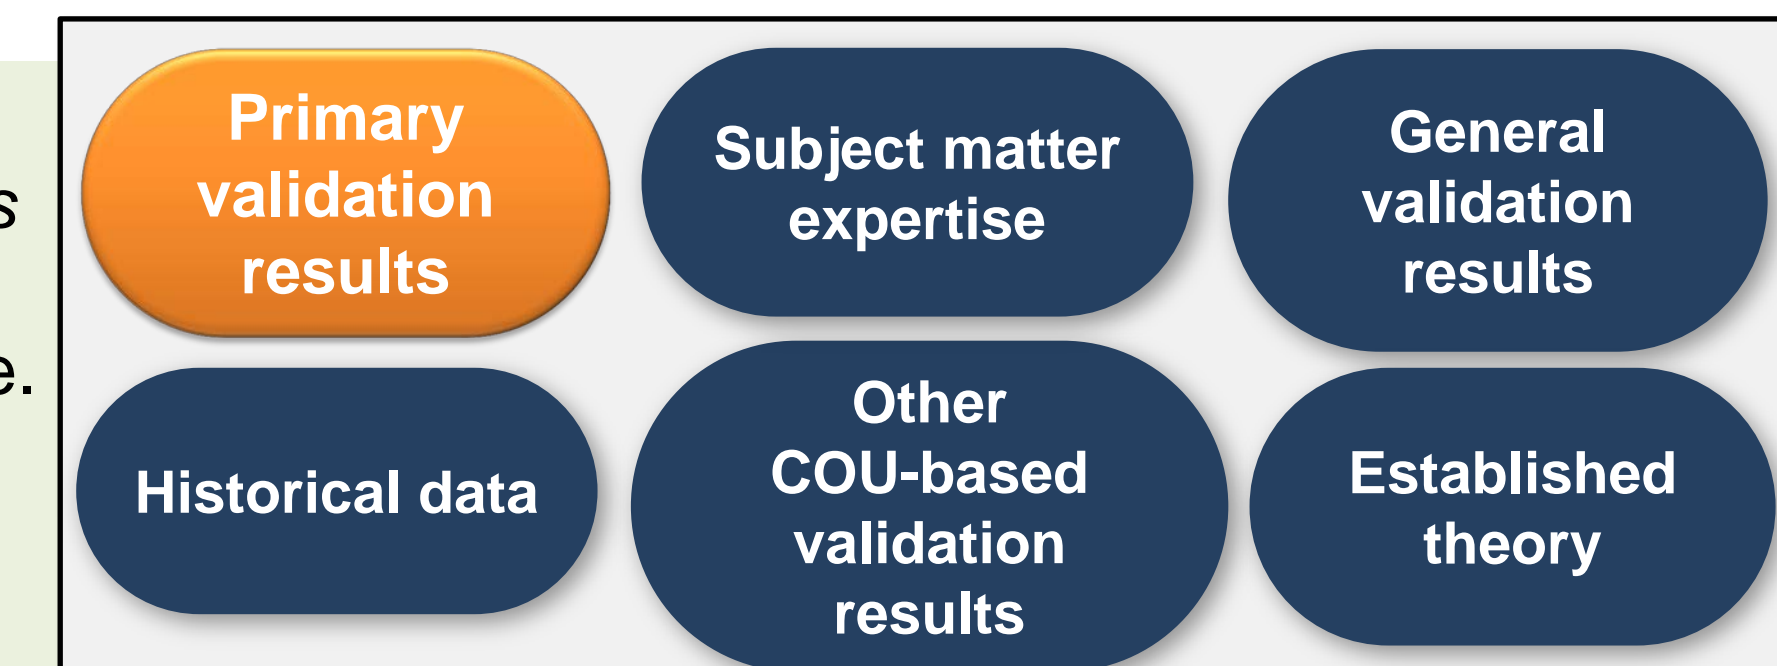 s
e.
Primary
validation
results
Subject matter
expertise
General
validation
results
Historical data
Other
COU-based
validation
results
Established
theory